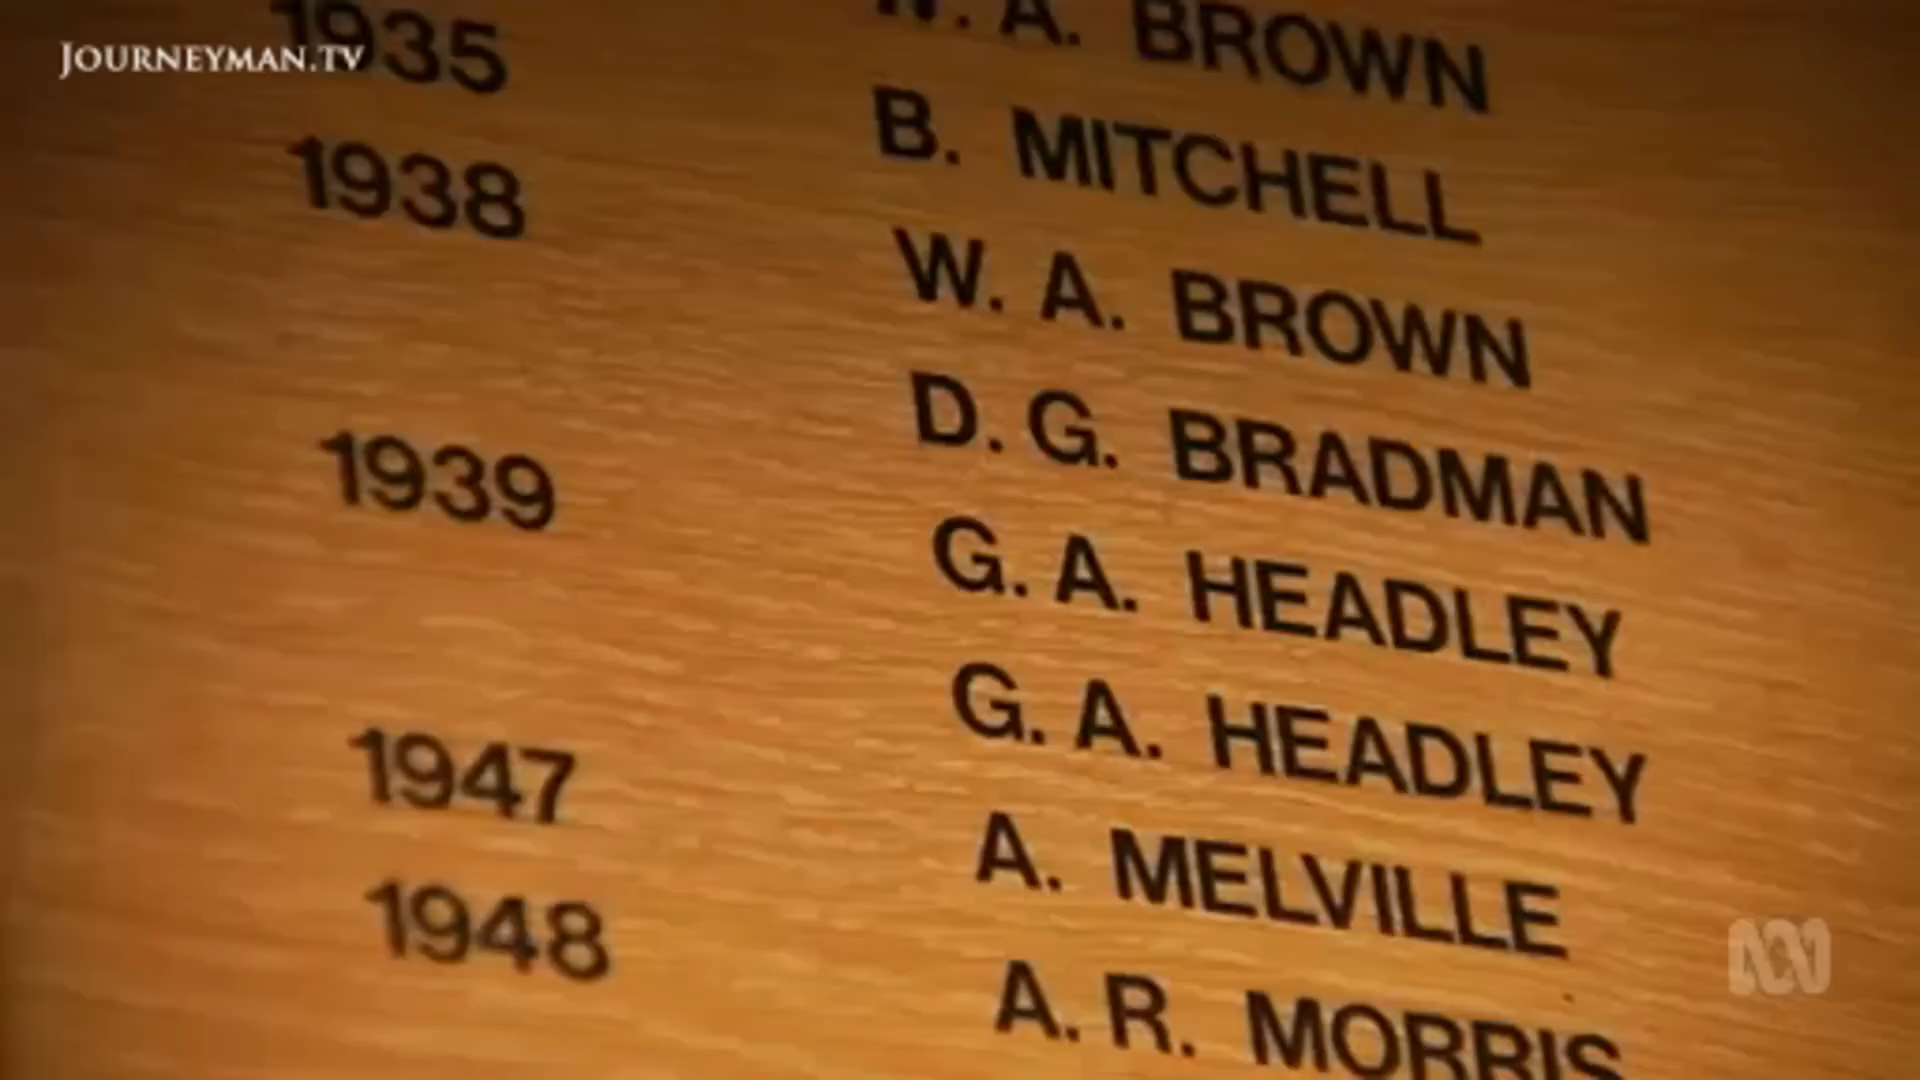 JOURNEYMAN.TV
W. A. BROWN
1935 B. MITCHELL
1938 W. A. BROWN
D. G. BRADMAN
1939 G. A. HEADLEY
G. A. HEADLEY
1947 A. MELVILLE
1948 A. R. MORRIS